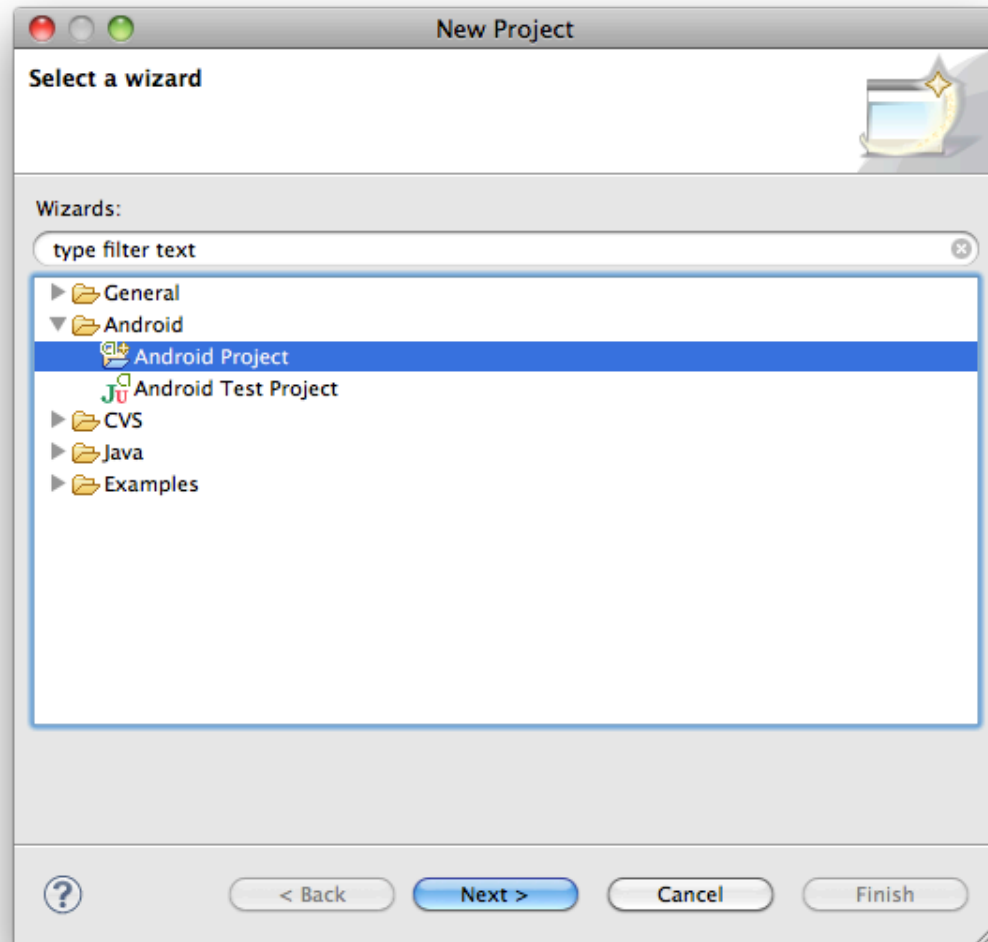 New Project
Select a wizard
Wizards:
type filter text
General
Android
Android Project
Android Test Project
CVS
Java
Examples
? < Back Next > Cancel Finish